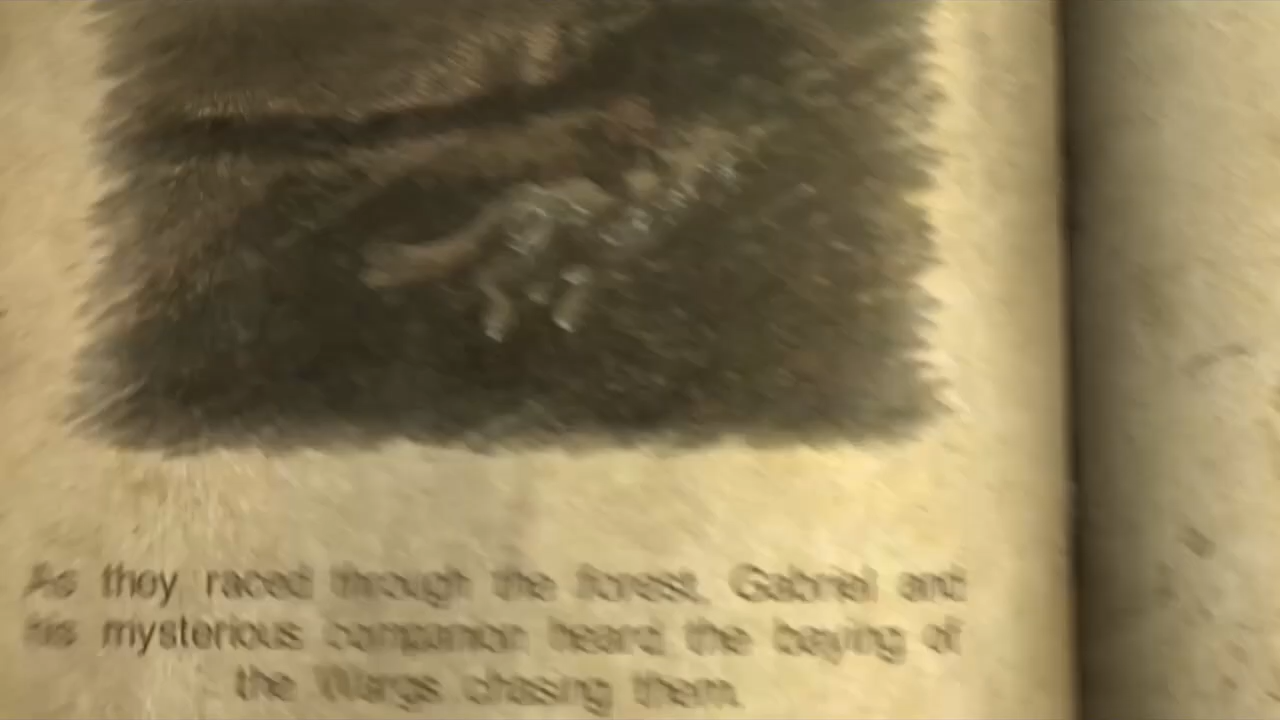 As they raced through the forest, Gabriel and
his mysterious companion heard the baying of
the Wargs chasing them.